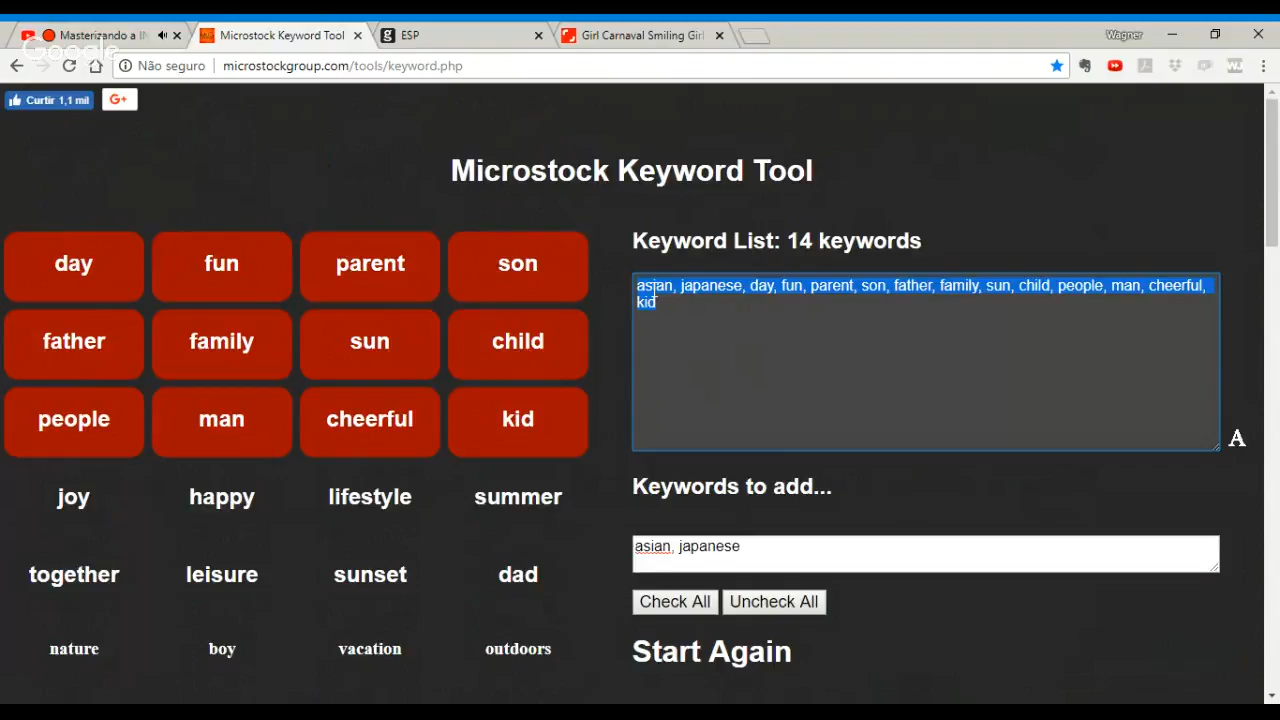 Masterizando a IN
Microstock Keyword Tool
ESP
Girl Carnaval Smiling Girl
Wagner
Google
Não seguro
microstockgroup.com/tools/keyword.php
Curtir 1,1 mil
G+
Microstock Keyword Tool
day fun parent son
father family sun child
people man cheerful kid
joy happy lifestyle summer
together leisure sunset dad
nature boy vacation outdoors
Keyword List: 14 keywords
asian, japanese, day, fun, parent, son, father, family, sun, child, people, man, cheerful,
kid
A
Keywords to add...
asian, japanese
Check All Uncheck All
Start Again